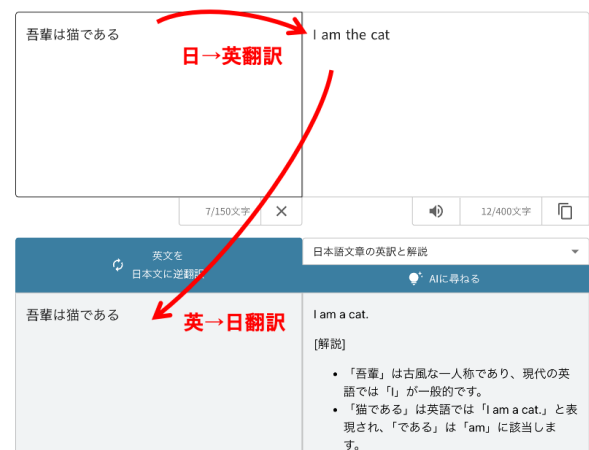 吾輩は猫である
I am the cat
日→英翻訳
7/150文字
12/400文字
英文を
日本文に逆翻訳
日本語文章の英訳と解説
AIに尋ねる
吾輩は猫である
英→日翻訳
I am a cat.
[解説]
• 「吾輩」は古風な一人称であり、現代の英
語では「I」が一般的です。
• 「猫である」は英語では「I am a cat.」と表
現され、「である」は「am」に該当しま
す。